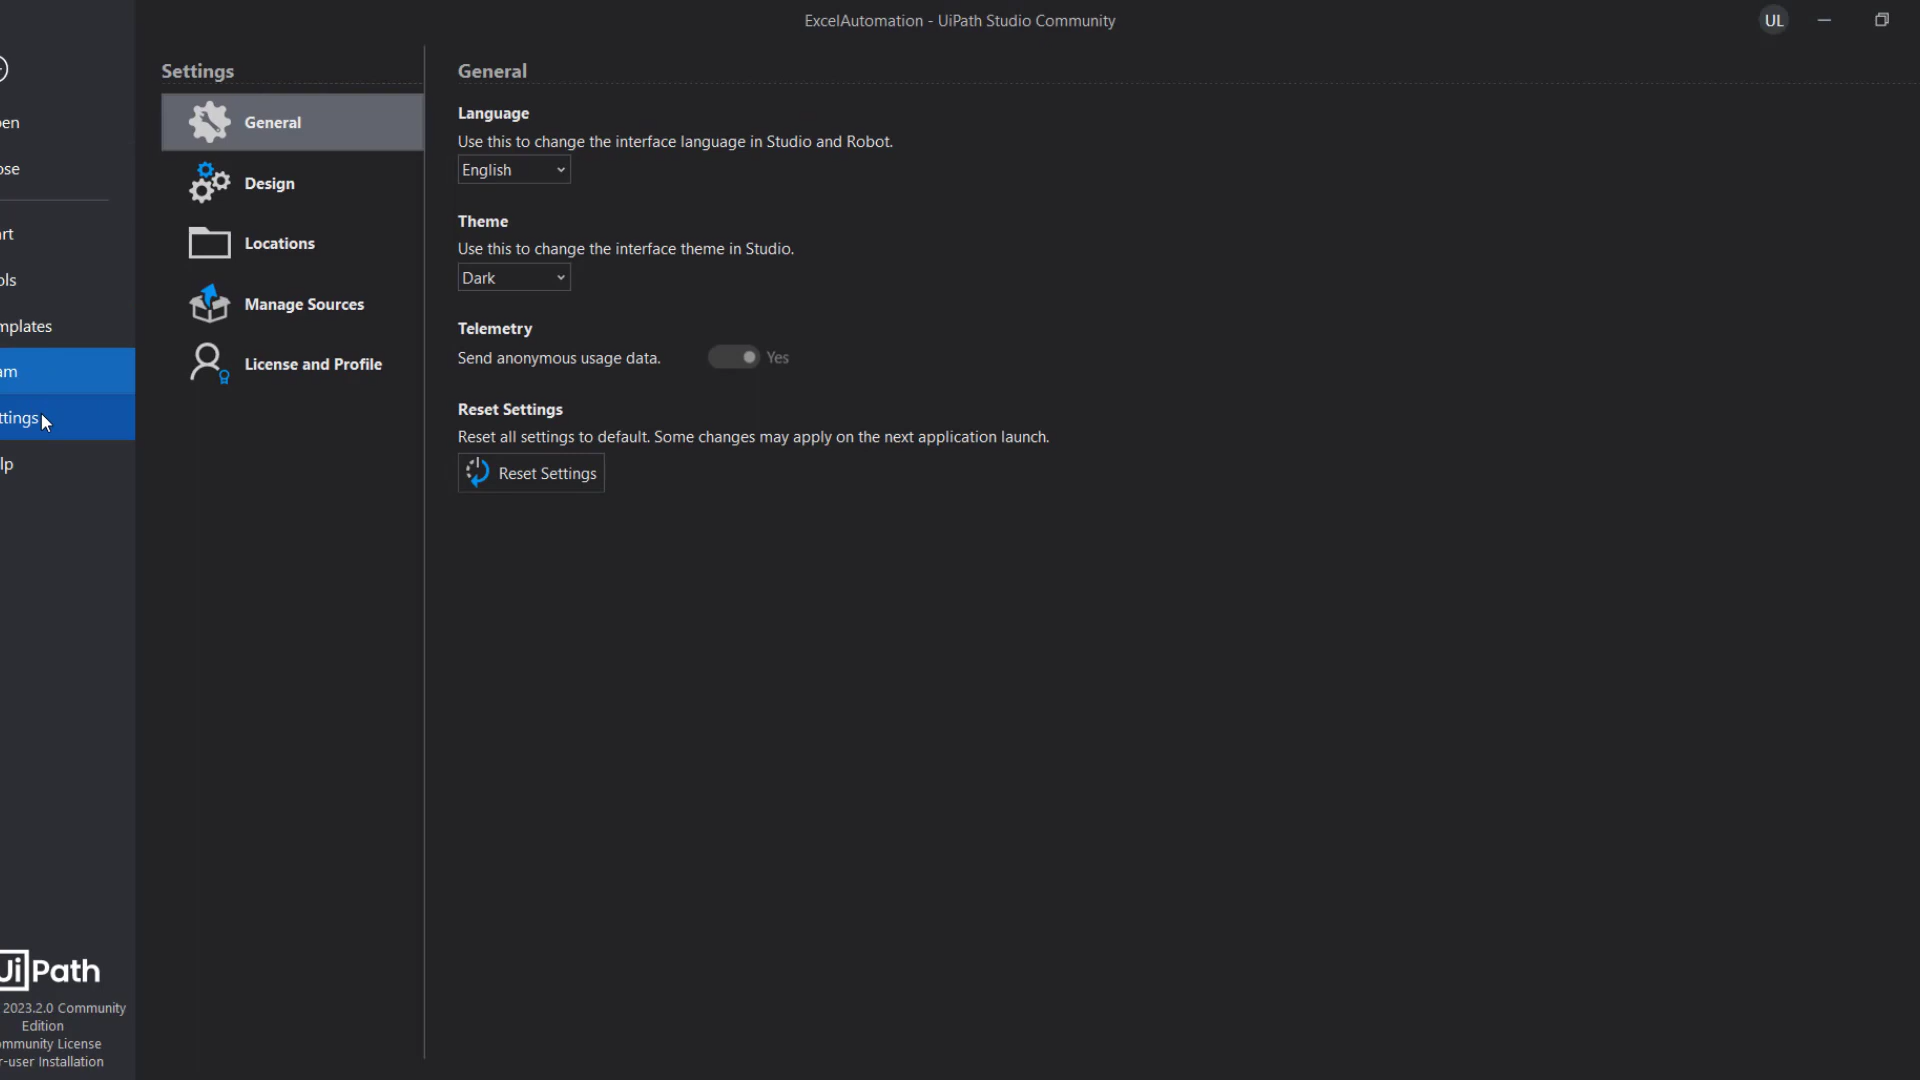 ExcelAutomation - UiPath Studio Community
UL
en
ose
rt
ols
mplates
am
ttings
lp
UiPath
2023.2.0 Community
Edition
mmunity License
r-user Installation
Settings
General
Design
Locations
Manage Sources
License and Profile
General
Language
Use this to change the interface language in Studio and Robot.
English
Theme
Use this to change the interface theme in Studio.
Dark
Telemetry
Send anonymous usage data.
Yes
Reset Settings
Reset all settings to default. Some changes may apply on the next application launch.
Reset Settings